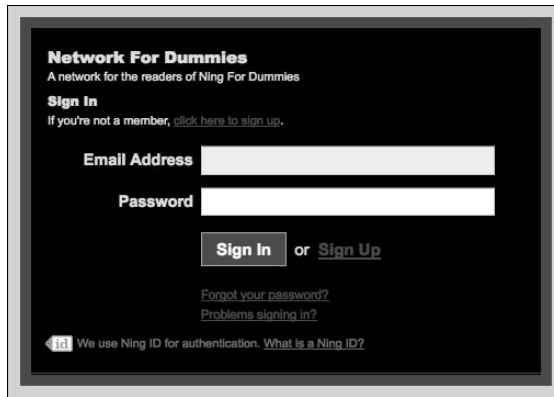 Network For Dummies
A network for the readers of Ning For Dummies
Sign In
If you're not a member, click here to sign up.
Email Address
Password
Sign In or Sign Up
Forgot your password?
Problems signing in?
id We use Ning ID for authentication. What is a Ning ID?